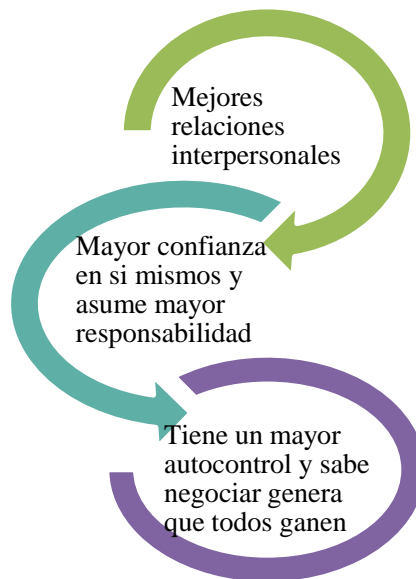 Mejores
relaciones
interpersonales
Mayor confianza
en si mismos y
asume mayor
responsabilidad
Tiene un mayor
autocontrol y sabe
negociar genera
que todos ganen